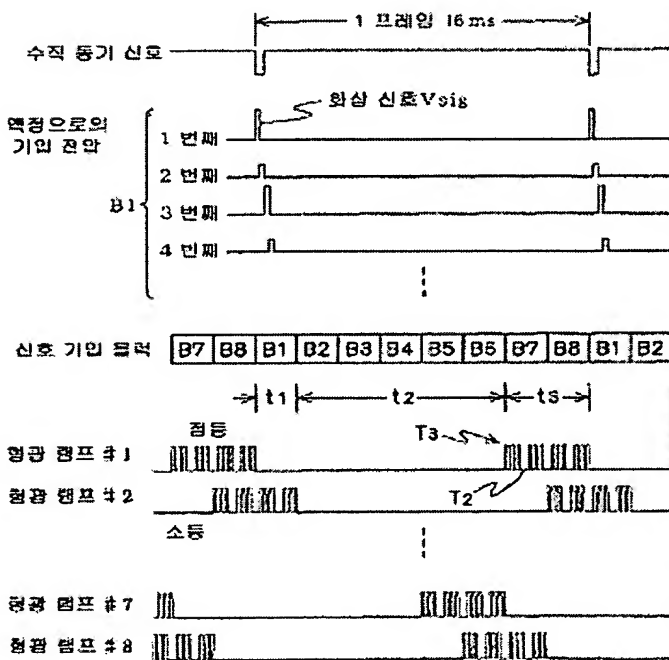 1 프레임 16ms
수직 동기 신호
화상 신호Vsig
액정으로의
기입 전압
1 번째
2 번째
B1
3 번째
4 번째
신호 기입 블럭 B7 B8 B1 B2 B3 B4 B5 B6 B7 B8 B1 B2
t1 t2 t3
점등
T3
형광 램프 #1
T2
형광 램프 #2
소등
형광 램프 #7
형광 램프 #8